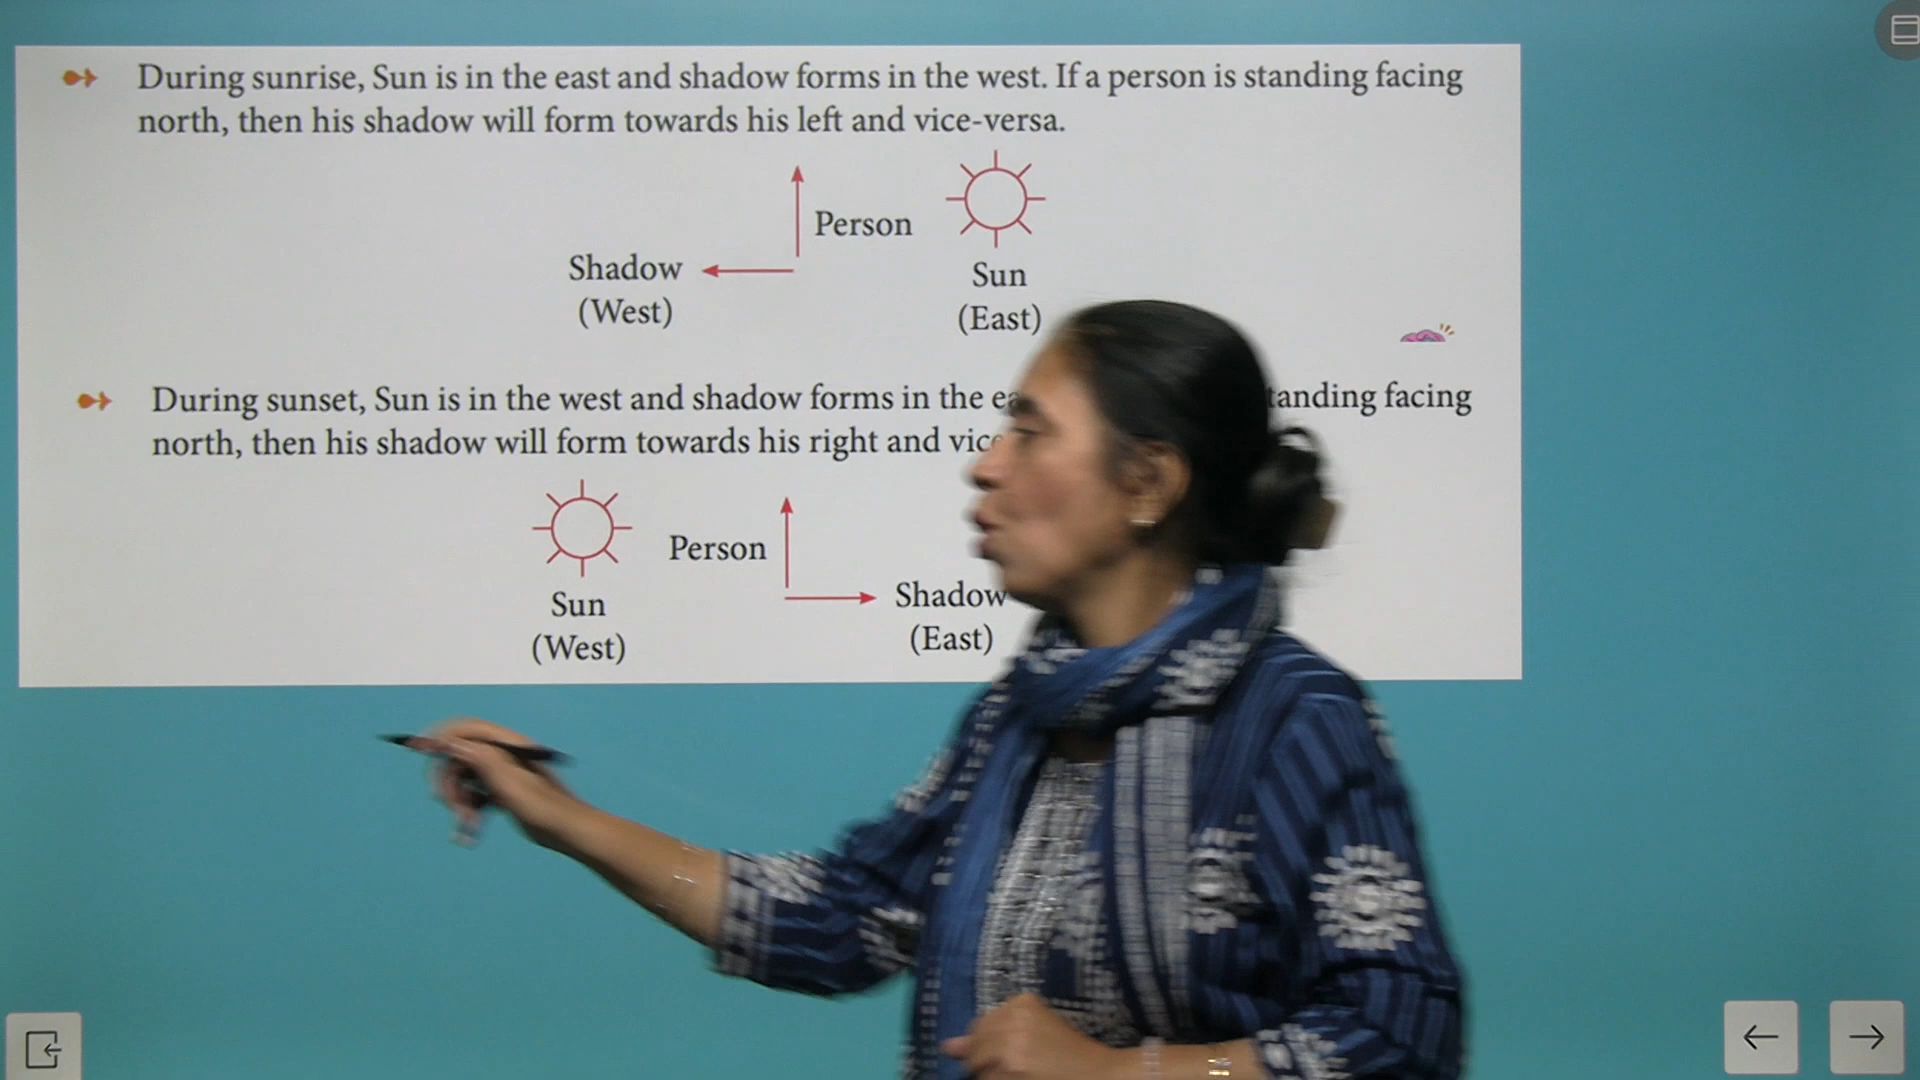 During sunrise, Sun is in the east and shadow forms in the west. If a person is standing facing
north, then his shadow will form towards his left and vice-versa.
Person
Shadow
(West)
Sun
(East)
During sunset, Sun is in the west and shadow forms in the facing
north, then his shadow will form towards his right and
Person
Sun
(West)
Shadow
(East)